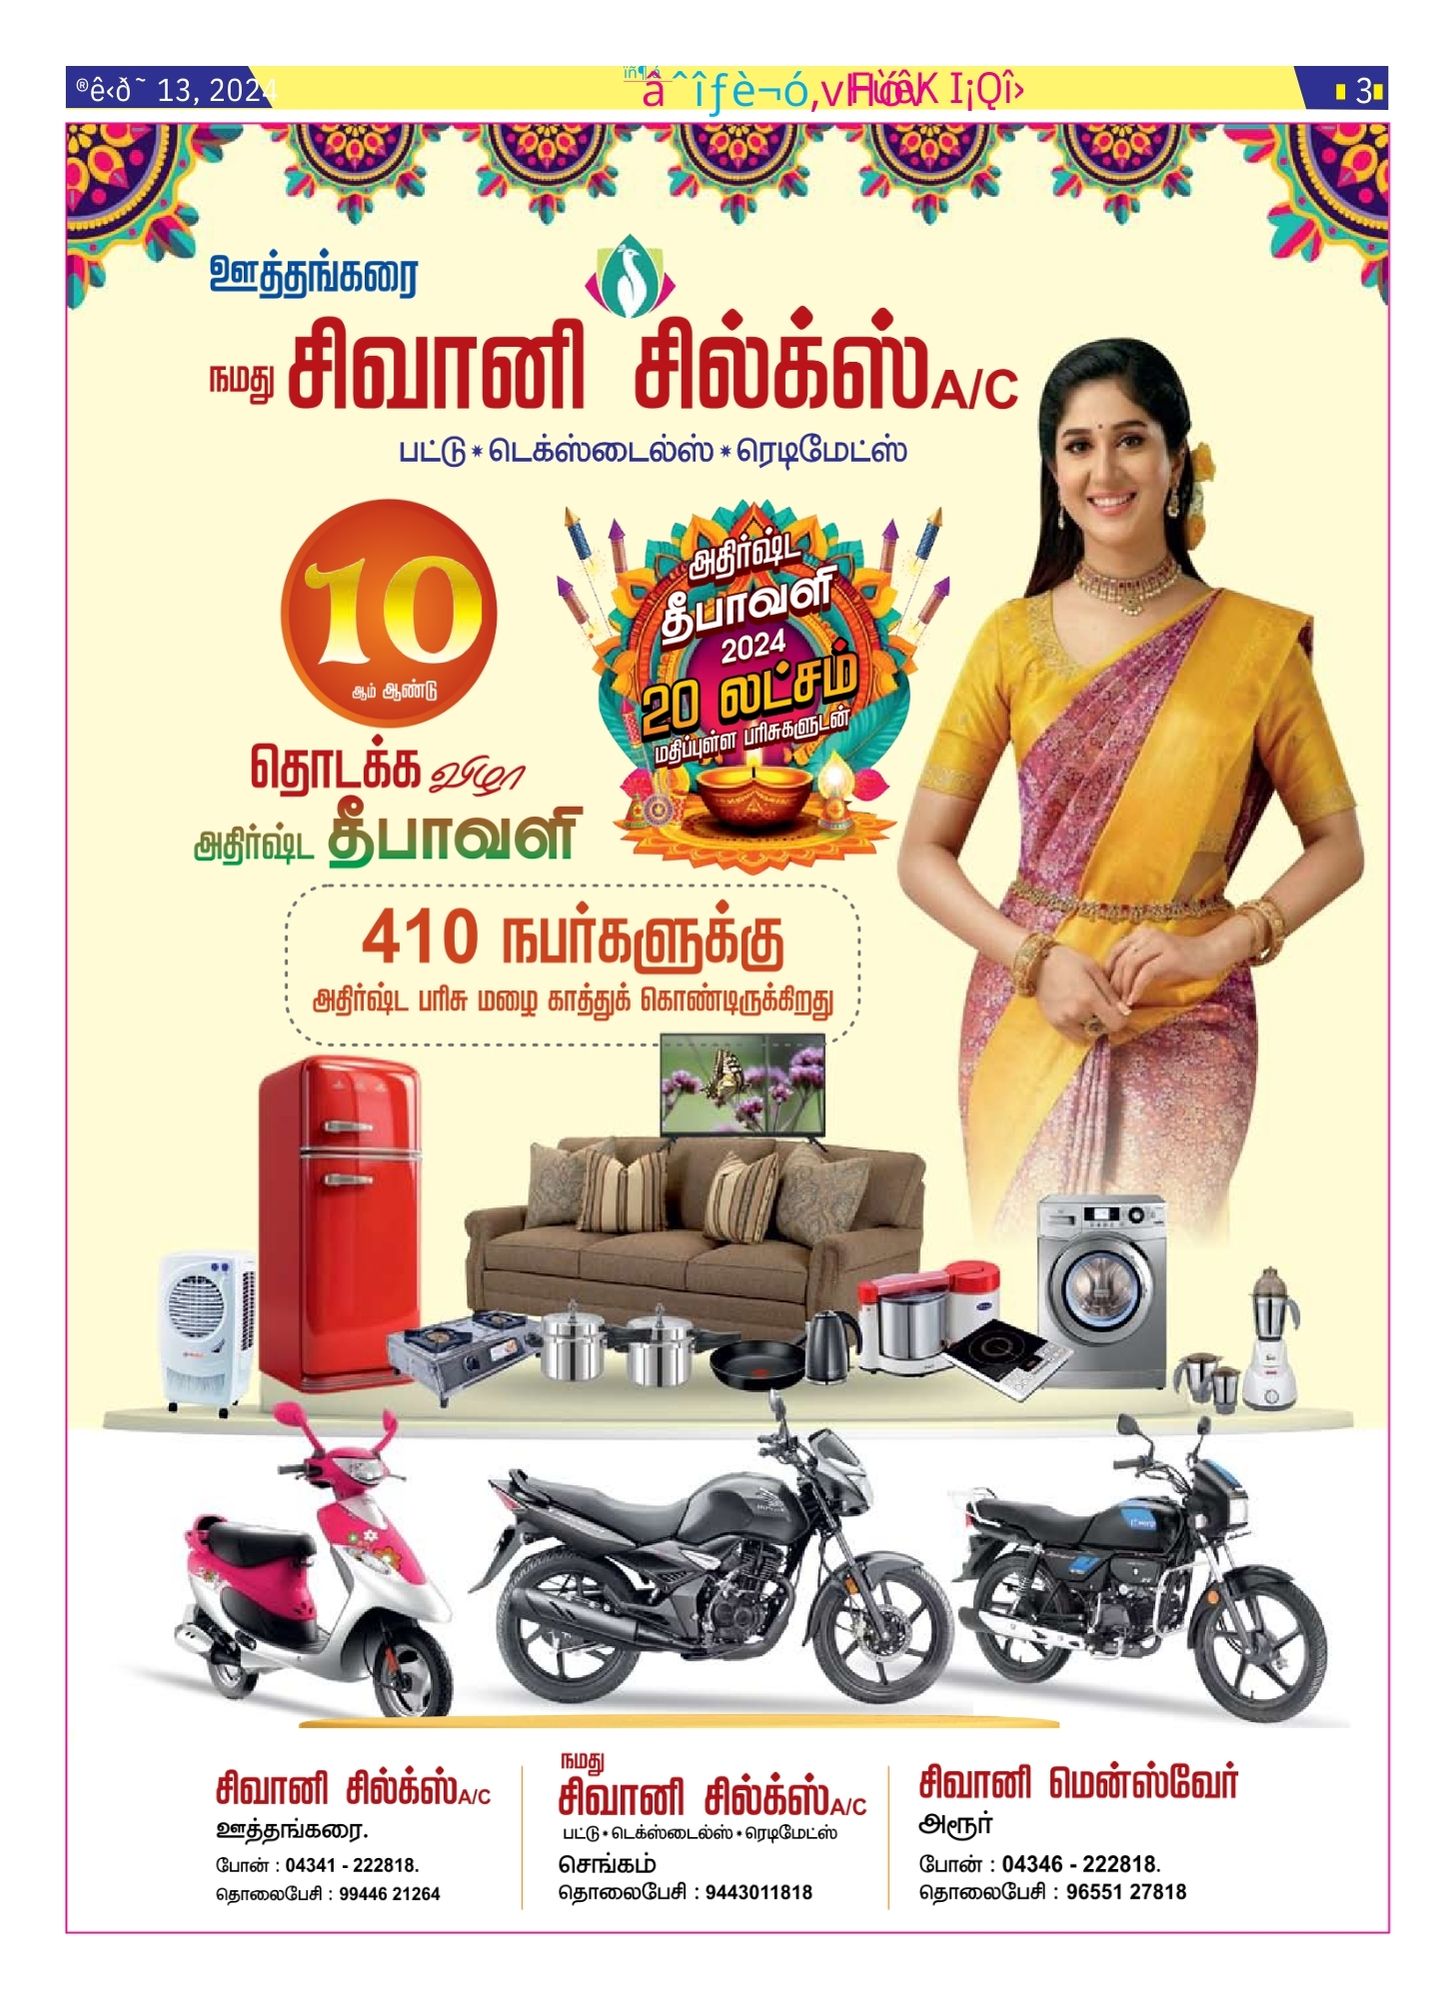 13, 2024
3
ஊத்தங்கரை
நமது சிவானி சில்க்ஸ் A/C
பட்டு * டெக்ஸ்டைல்ஸ் * ரெடிமேட்ஸ்
10
ஆம் ஆண்டு
தொடக்க விழா
அதிர்ஷ்ட தீபாவளி
அதிர்ஷ்ட
தீபாவளி
2024
20 லட்சம்
மதிப்புள்ள பரிசுகளுடன்
410 நபர்களுக்கு
அதிர்ஷ்ட பரிசு மழை காத்துக் கொண்டிருக்கிறது
சிவானி சில்க்ஸ் A/C
ஊத்தங்கரை.
போன் : 04341 - 222818.
தொலைபேசி : 99446 21264
நமது
சிவானி சில்க்ஸ் A/C
பட்டு * டெக்ஸ்டைல்ஸ் * ரெடிமேட்ஸ்
செங்கம்
தொலைபேசி : 9443011818
சிவானி மென்ஸ்வேர்
அரூர்
போன் : 04346 - 222818.
தொலைபேசி : 96551 27818